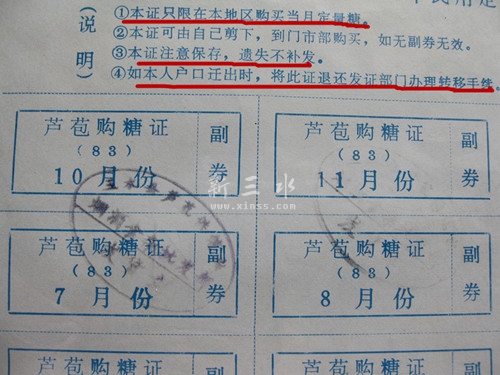 （说明）
①本证只限在本地区购买当月定量糖。
②本证可由自己剪下，到门市部购买，如无副券无效。
③本证注意保存，遗失不补发。
④如本人户口迁出时，将此证退还发证部门办理转移手续。
芦苞购糖证
(83)
10月份
副券
芦苞购糖证
(83)
11月份
副券
新三水
www.xinss.com
芦苞购糖证
(83)
7月份
副券
芦苞购糖证
(83)
8月份
副券